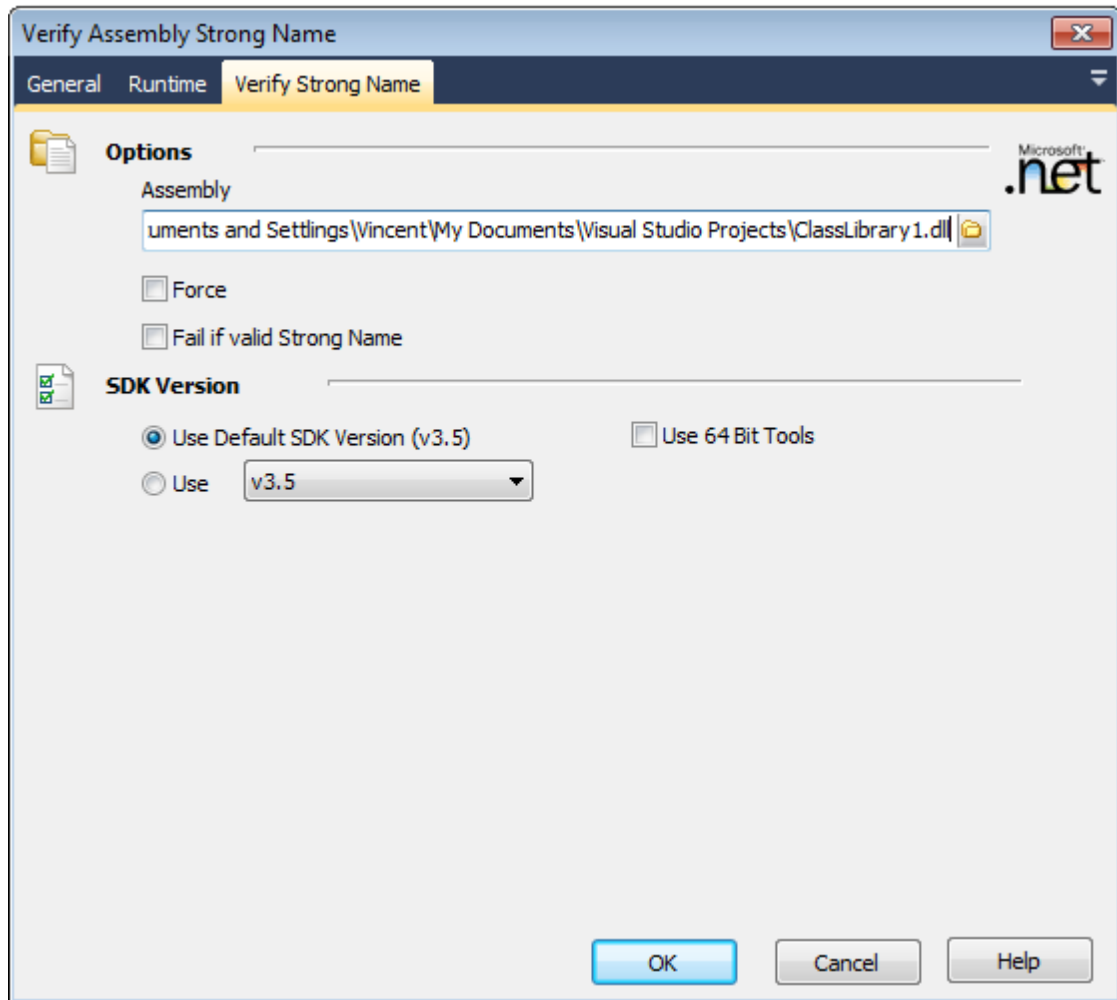 Verify Assembly Strong Name
General Runtime Verify Strong Name
Options
Microsoft
.net
Assembly
uments and Settlings\Vincent\My Documents\Visual Studio Projects\ClassLibrary1.dll
Force
Fail if valid Strong Name
SDK Version
Use Default SDK Version (v3.5) Use 64 Bit Tools
Use v3.5
OK Cancel Help